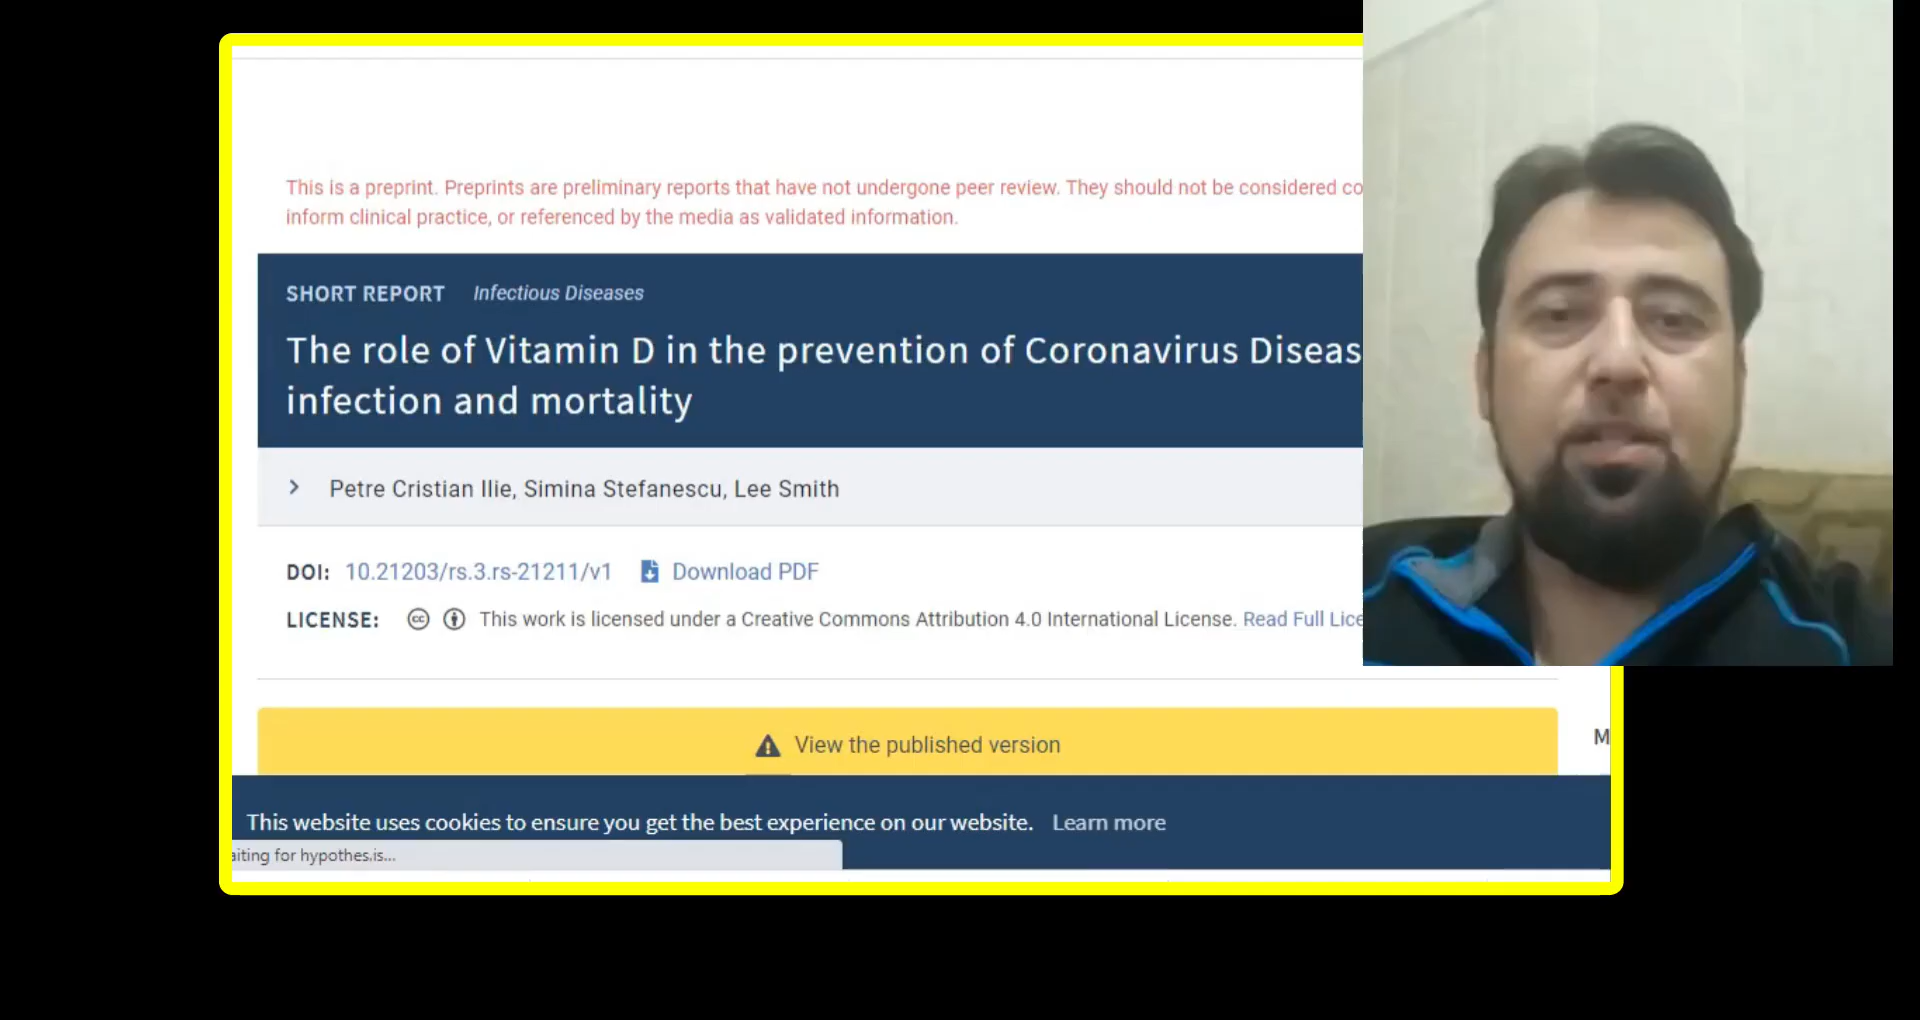 This is a preprint. Preprints are preliminary reports that have not undergone peer review. They should not be considered co
inform clinical practice, or referenced by the media as validated information.
SHORT REPORT Infectious Diseases
The role of Vitamin D in the prevention of Coronavirus Diseas
infection and mortality
Petre Cristian Ilie, Simina Stefanescu, Lee Smith
DOI: 10.21203/rs.3.rs-21211/v1 Download PDF
LICENSE: cc This work is licensed under a Creative Commons Attribution 4.0 International License. Read Full Lice
View the published version
M
This website uses cookies to ensure you get the best experience on our website. Learn more
aiting for hypothes.is...